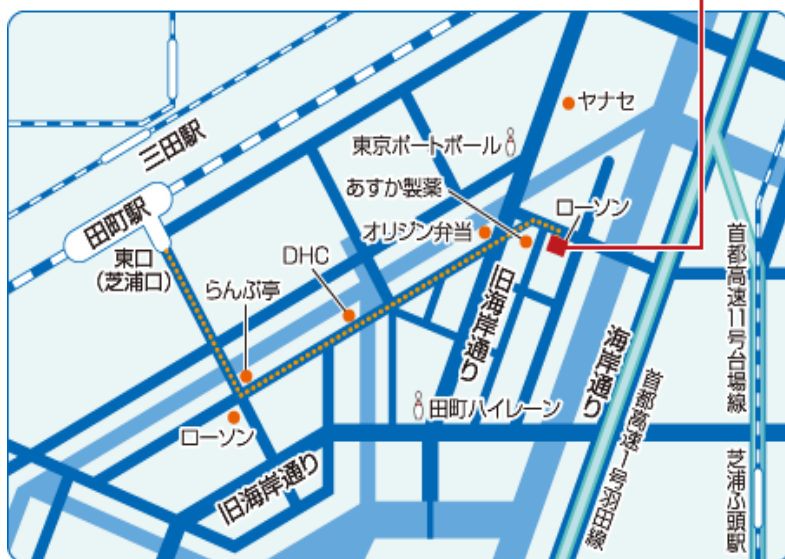 ヤナセ
三田駅
東京ポートボール
あすか製薬
ローソン
田町駅
オリジン弁当
東口
(芝浦口)
DHC
らんぷ亭
旧海岸通り
海岸通り
首都高速11号台場線
首都高速1号羽田線
田町ハイレーン
ローソン
旧海岸通り
芝浦ふ頭駅